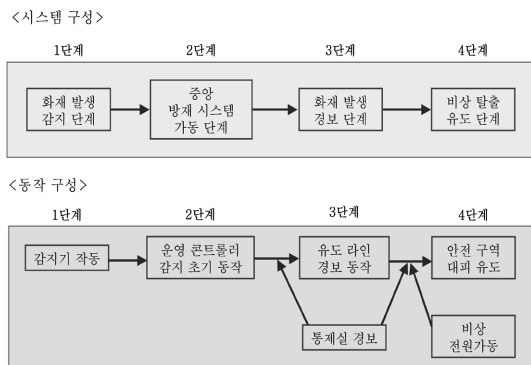 <시스템 구성>
1단계 2단계 3단계 4단계
화재 발생
감지 단계
중앙
방재 시스템
가동 단계
화재 발생
경보 단계
비상 탈출
유도 단계
<동작 구성>
1단계 2단계 3단계 4단계
감지기 작동
운영 콘트롤러
감지 초기 동작
유도 라인
경보 동작
안전 구역
대피 유도
통제실 경보
비상
전원가동